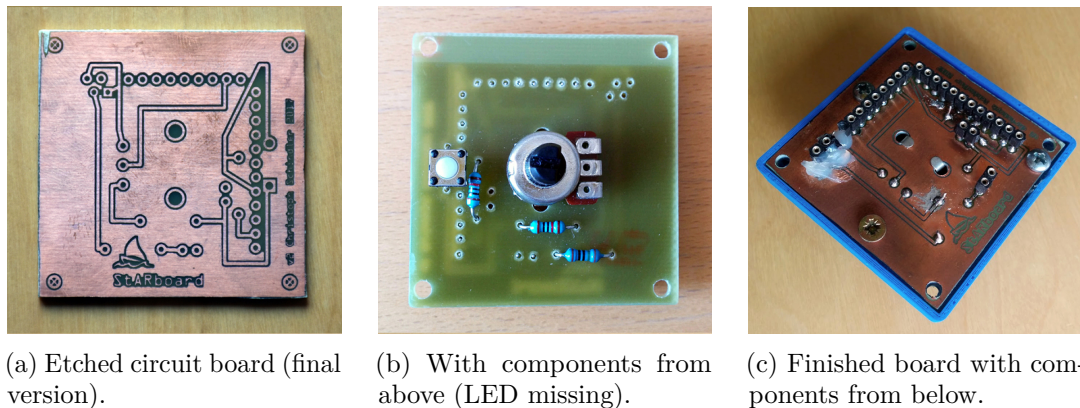 StARboard
(a) Etched circuit board (final
version).
(b) With components from
above (LED missing).
(c) Finished board with com-
ponents from below.